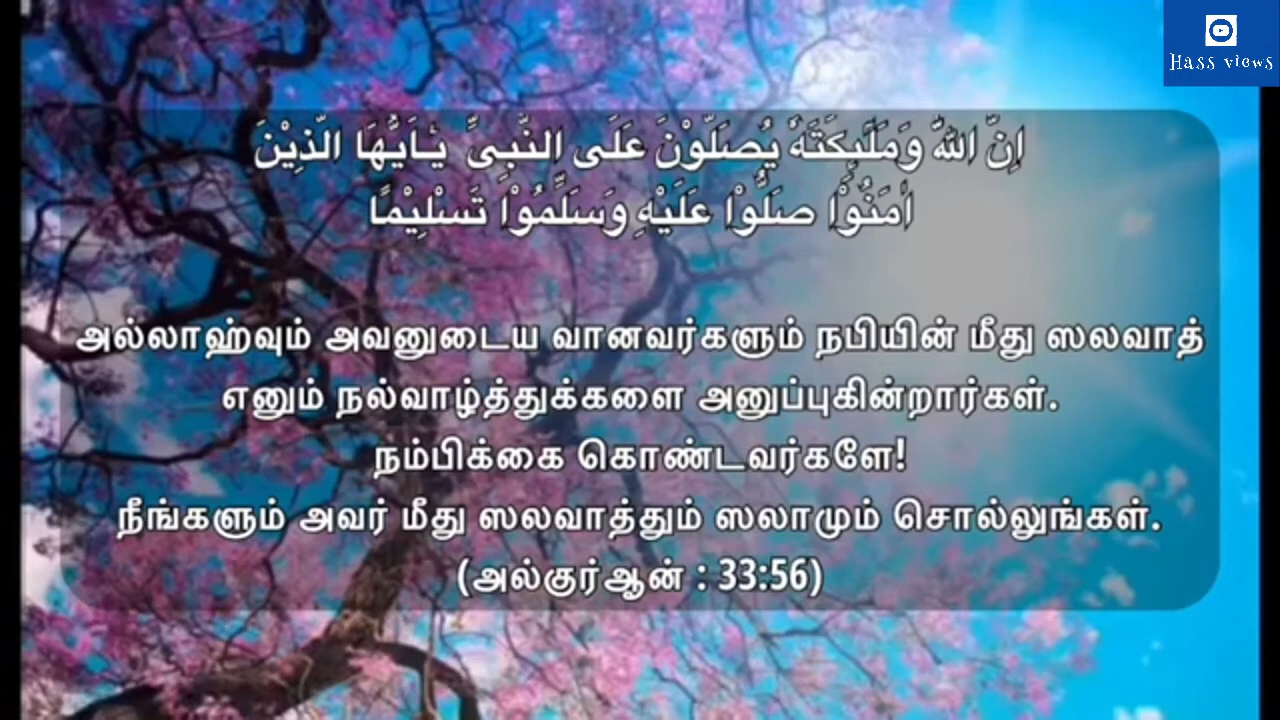 Hass views
اِنَّ اللّٰهَ وَمَلٰٓٮِٕكَتَهٗ يُصَلُّوْنَ عَلَى النَّبِىِّ يٰۤاَيُّهَا الَّذِيْنَ
اٰمَنُوْا صَلُّوْا عَلَيْهِ وَسَلِّمُوْا تَسْلِيْمًا
அல்லாஹ்வும் அவனுடைய வானவர்களும் நபியின் மீது ஸலவாத்
எனும் நல்வாழ்த்துக்களை அனுப்புகின்றார்கள்.
நம்பிக்கை கொண்டவர்களே!
நீங்களும் அவர் மீது ஸலவாத்தும் ஸலாமும் சொல்லுங்கள்.
(அல்குர்ஆன் : 33:56)